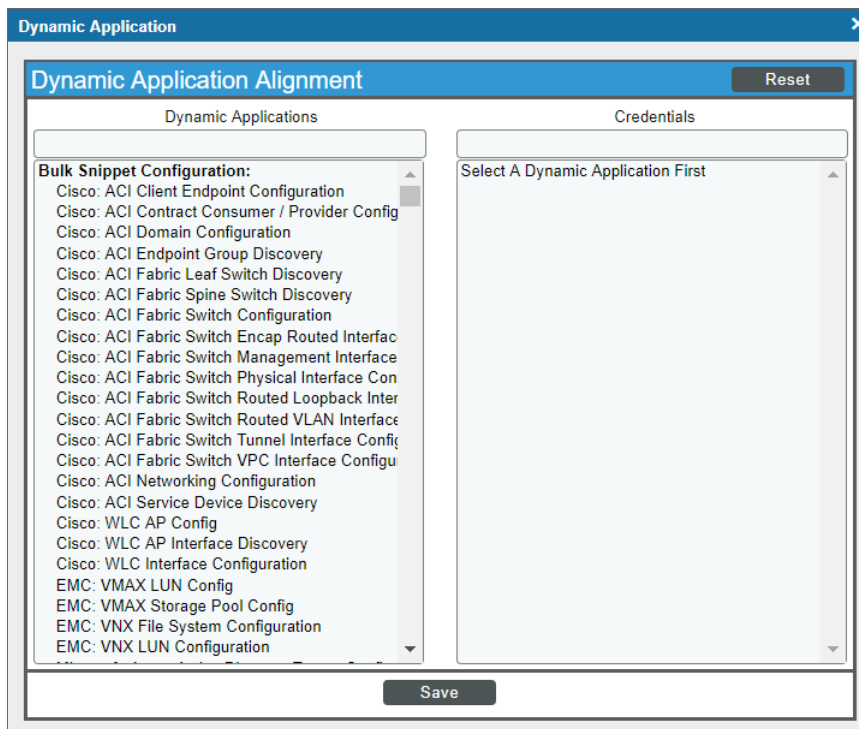 Dynamic Application
Dynamic Application Alignment
Reset
Dynamic Applications
Credentials
Bulk Snippet Configuration:
Cisco: ACI Client Endpoint Configuration
Cisco: ACI Contract Consumer / Provider Config
Cisco: ACI Domain Configuration
Cisco: ACI Endpoint Group Discovery
Cisco: ACI Fabric Leaf Switch Discovery
Cisco: ACI Fabric Spine Switch Discovery
Cisco: ACI Fabric Switch Configuration
Cisco: ACI Fabric Switch Encap Routed Interfac
Cisco: ACI Fabric Switch Management Interface
Cisco: ACI Fabric Switch Physical Interface Con
Cisco: ACI Fabric Switch Routed Loopback Inter
Cisco: ACI Fabric Switch Routed VLAN Interface
Cisco: ACI Fabric Switch Tunnel Interface Config
Cisco: ACI Fabric Switch VPC Interface Configu
Cisco: ACI Networking Configuration
Cisco: ACI Service Device Discovery
Cisco: WLC AP Config
Cisco: WLC AP Interface Discovery
Cisco: WLC Interface Configuration
EMC: VMAX LUN Config
EMC: VMAX Storage Pool Config
EMC: VNX File System Configuration
EMC: VNX LUN Configuration
Select A Dynamic Application First
Save